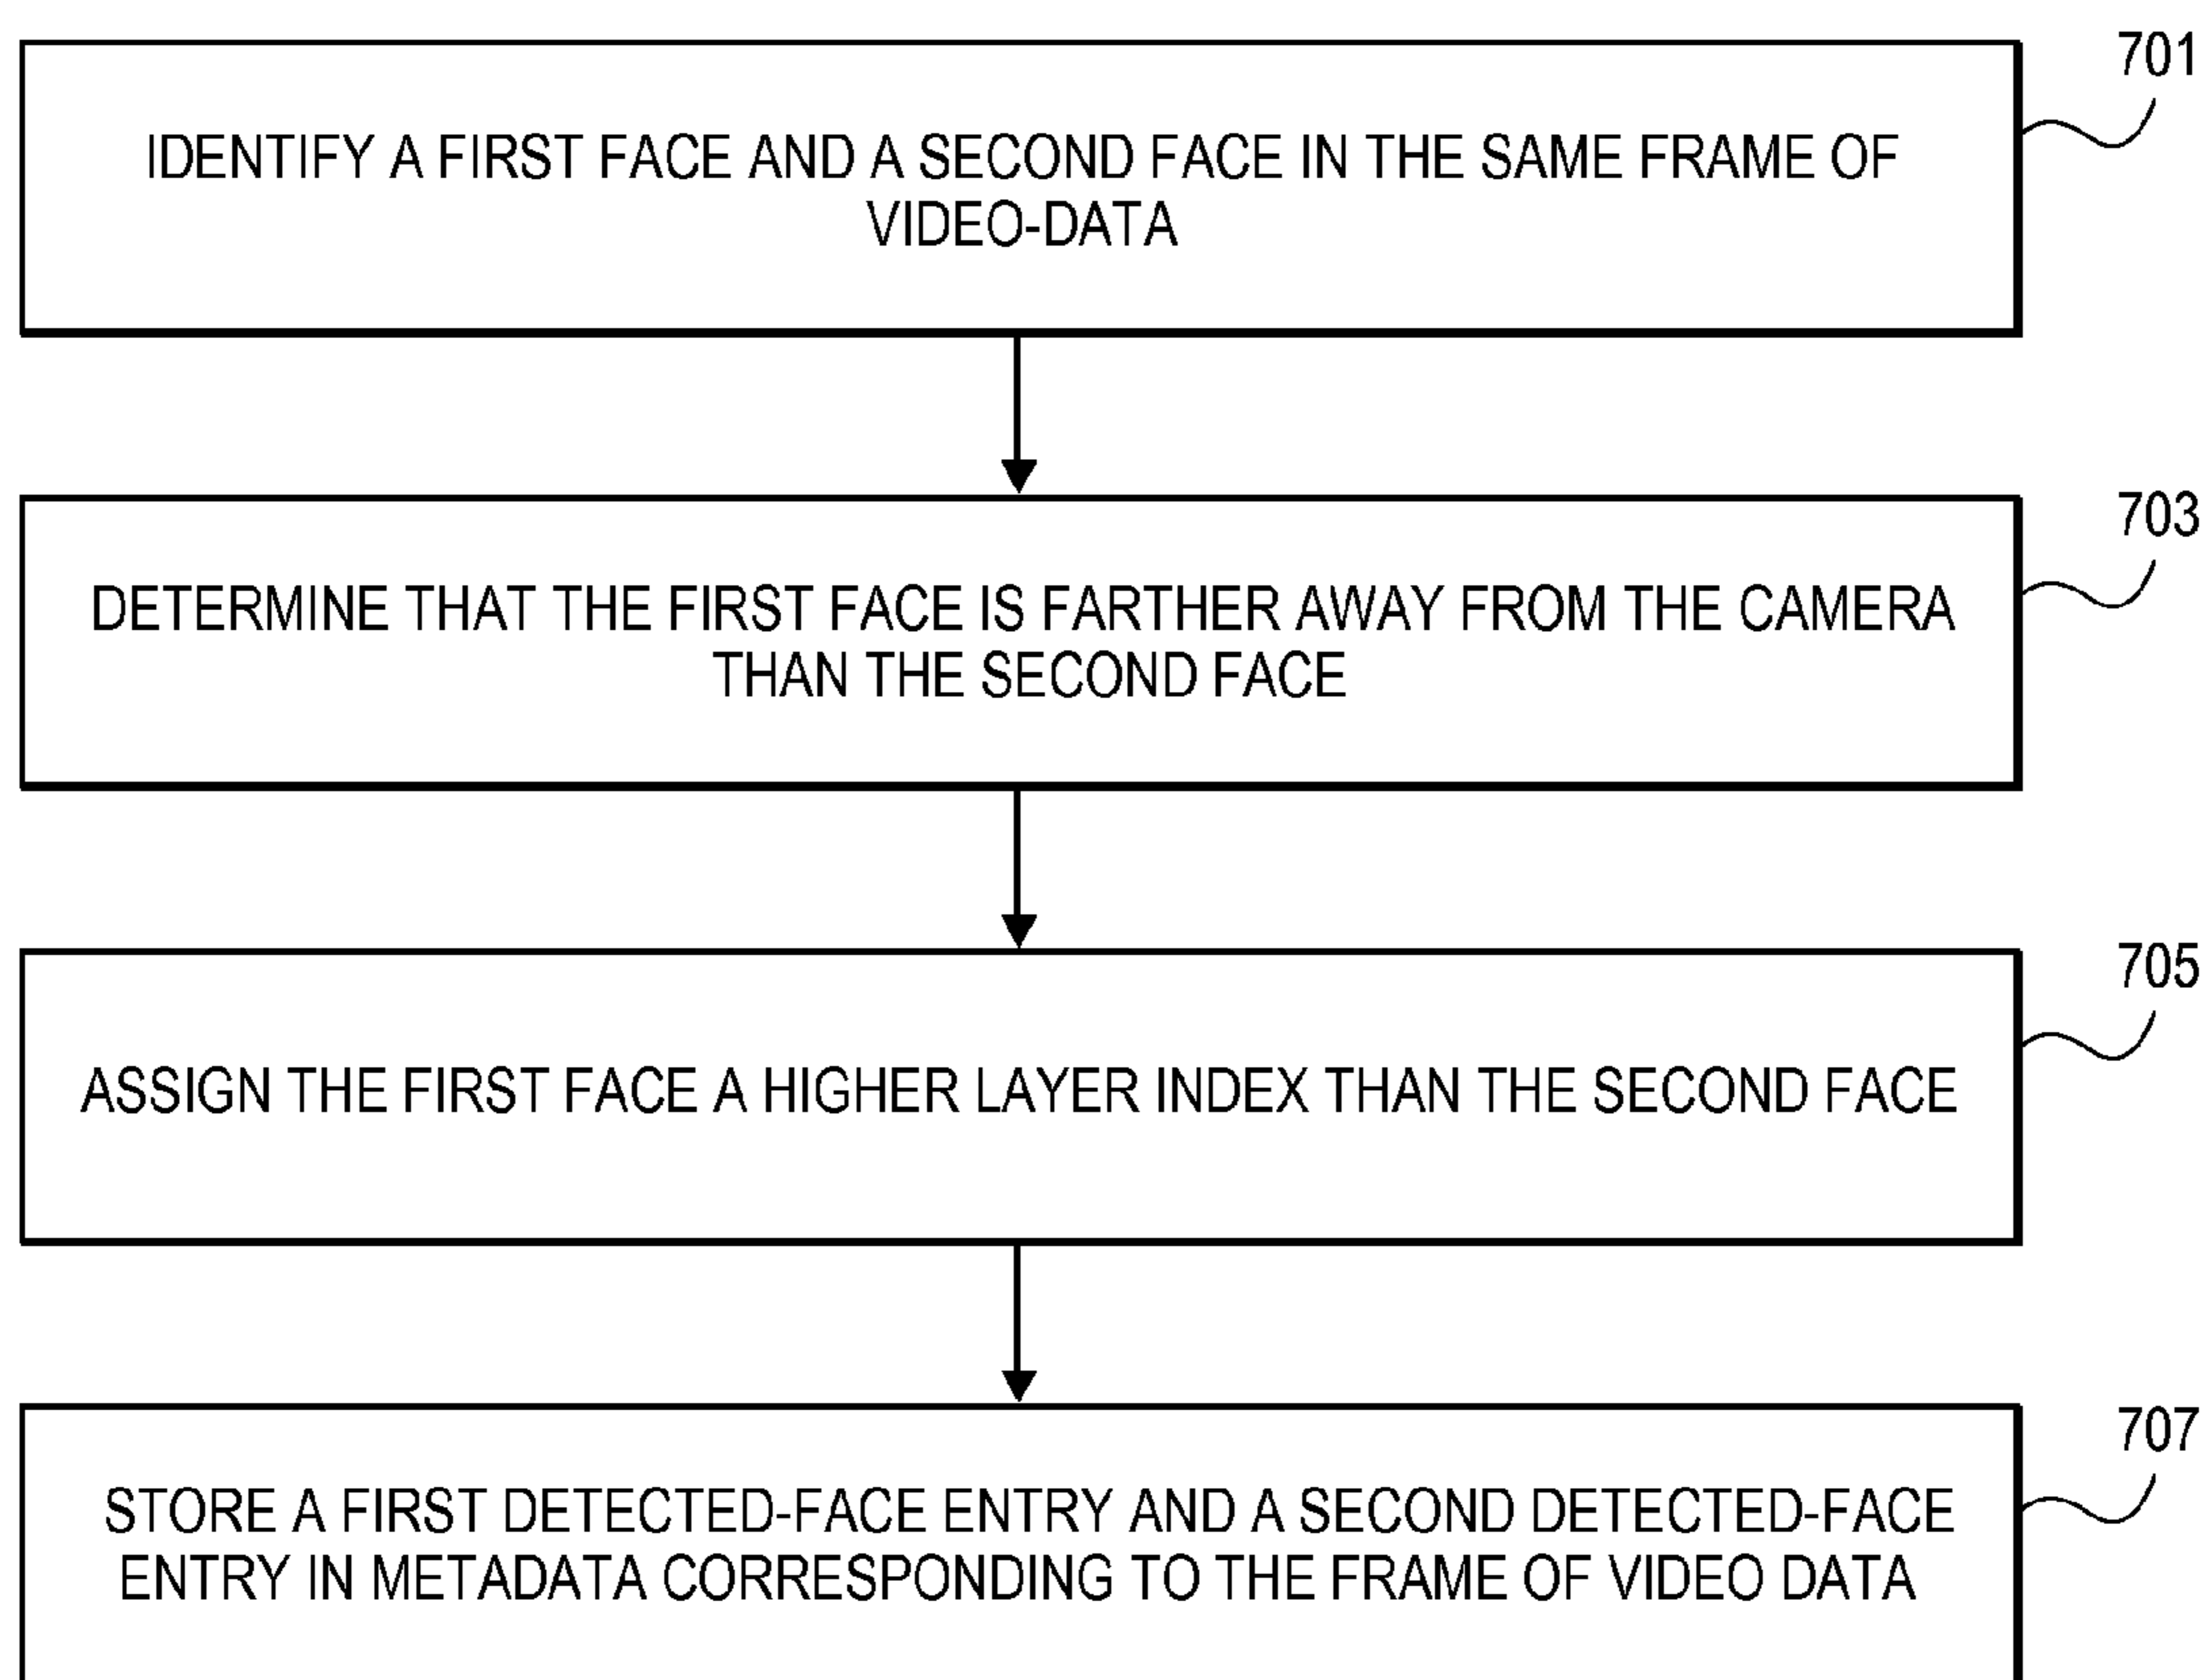 701
IDENTIFY A FIRST FACE AND A SECOND FACE IN THE SAME FRAME OF
VIDEO-DATA
703
DETERMINE THAT THE FIRST FACE IS FARTHER AWAY FROM THE CAMERA
THAN THE SECOND FACE
705
ASSIGN THE FIRST FACE A HIGHER LAYER INDEX THAN THE SECOND FACE
707
STORE A FIRST DETECTED-FACE ENTRY AND A SECOND DETECTED-FACE
ENTRY IN METADATA CORRESPONDING TO THE FRAME OF VIDEO DATA